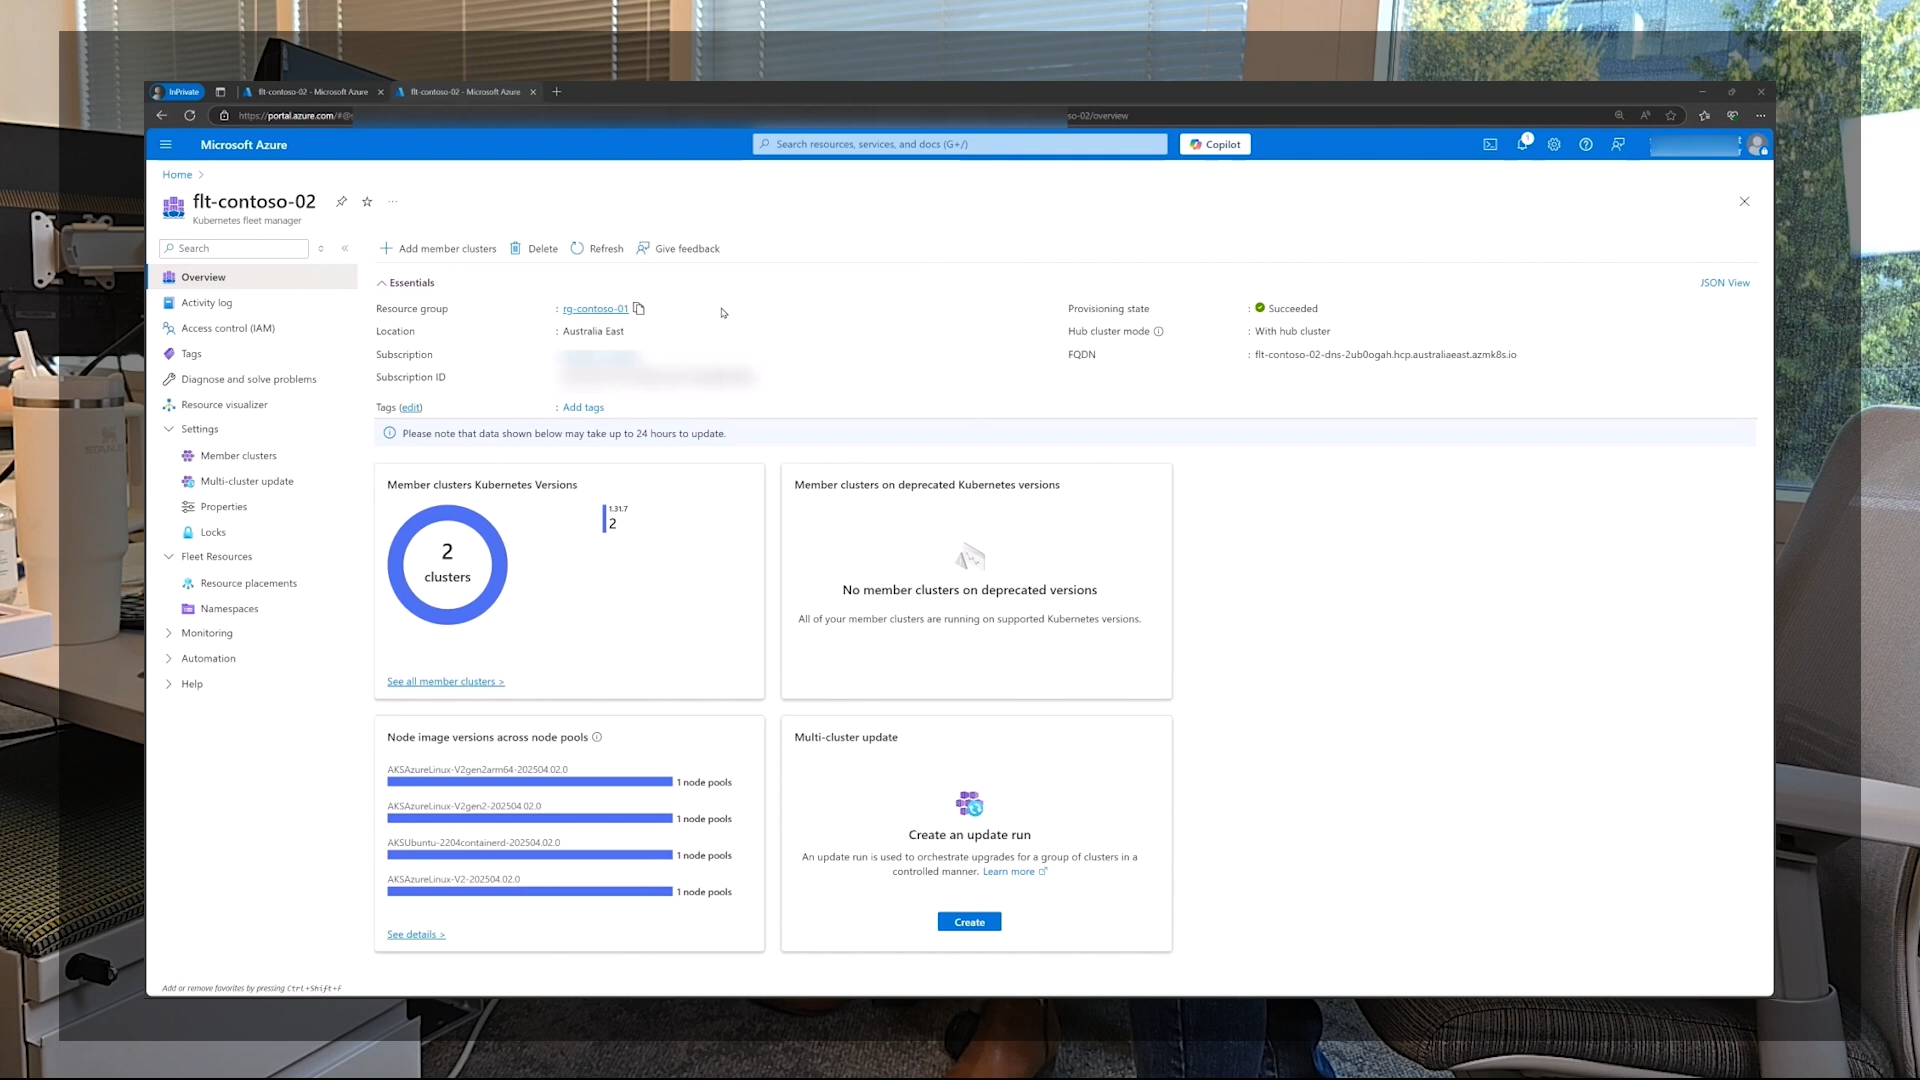 InPrivate
flt-contoso-02 - Microsoft Azure
flt-contoso-02 - Microsoft Azure
https://portal.azure.com/#@
so-02/overview
Microsoft Azure
Search resources, services, and docs (G+/)
Copilot
1
Home
flt-contoso-02
Kubernetes fleet manager
Search
Overview
Activity log
Access control (IAM)
Tags
Diagnose and solve problems
Resource visualizer
Settings
Member clusters
Multi-cluster update
Properties
Locks
Fleet Resources
Resource placements
Namespaces
Monitoring
Automation
Help
Add or remove favorites by pressing Ctrl+Shift+F
Add member clusters
Delete
Refresh
Give feedback
Essentials
JSON View
Resource group : rg-contoso-01
Location : Australia East
Subscription
Subscription ID
Tags (edit) : Add tags
Provisioning state : Succeeded
Hub cluster mode : With hub cluster
FQDN : flt-contoso-02-dns-2ub0ogah.hcp.australiaeast.azmk8s.io
Please note that data shown below may take up to 24 hours to update.
Member clusters Kubernetes Versions
2
clusters
1.31.7
2
See all member clusters >
Member clusters on deprecated Kubernetes versions
No member clusters on deprecated versions
All of your member clusters are running on supported Kubernetes versions.
Node image versions across node pools
AKSAzureLinux-V2gen2arm64-202504.02.0
1 node pools
AKSAzureLinux-V2gen2-202504.02.0
1 node pools
AKSUbuntu-2204containerd-202504.02.0
1 node pools
AKSAzureLinux-V2-202504.02.0
1 node pools
See details >
Multi-cluster update
Create an update run
An update run is used to orchestrate upgrades for a group of clusters in a
controlled manner. Learn more
Create
STANLEY